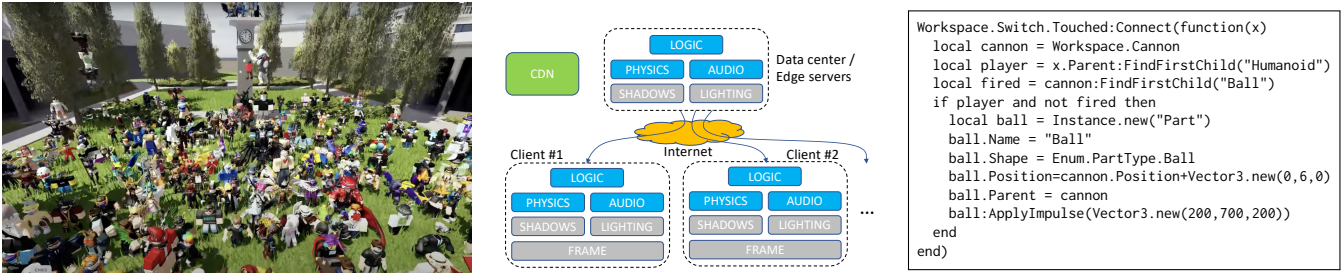 CDN
LOGIC
PHYSICS AUDIO
SHADOWS LIGHTING
Data center /
Edge servers
Internet
Client #1
LOGIC
PHYSICS AUDIO
SHADOWS LIGHTING
FRAME
Client #2
LOGIC
PHYSICS AUDIO
SHADOWS LIGHTING
FRAME
...
Workspace.Switch.Touched:Connect(function(x)
  local cannon = Workspace.Cannon
  local player = x.Parent:FindFirstChild("Humanoid")
  local fired = cannon:FindFirstChild("Ball")
  if player and not fired then
    local ball = Instance.new("Part")
    ball.Name = "Ball"
    ball.Shape = Enum.PartType.Ball
    ball.Position=cannon.Position+Vector3.new(0,6,0)
    ball.Parent = cannon
    ball:ApplyImpulse(Vector3.new(200,700,200))
  end
end)